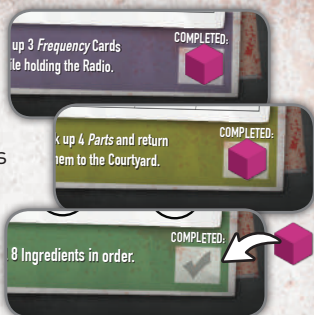 up 3 Frequency Cards
COMPLETED:
ile holding the Radio.
k up 4 Parts and return
COMPLETED:
hem to the Courtyard.
s
8 Ingredients in order.
COMPLETED: